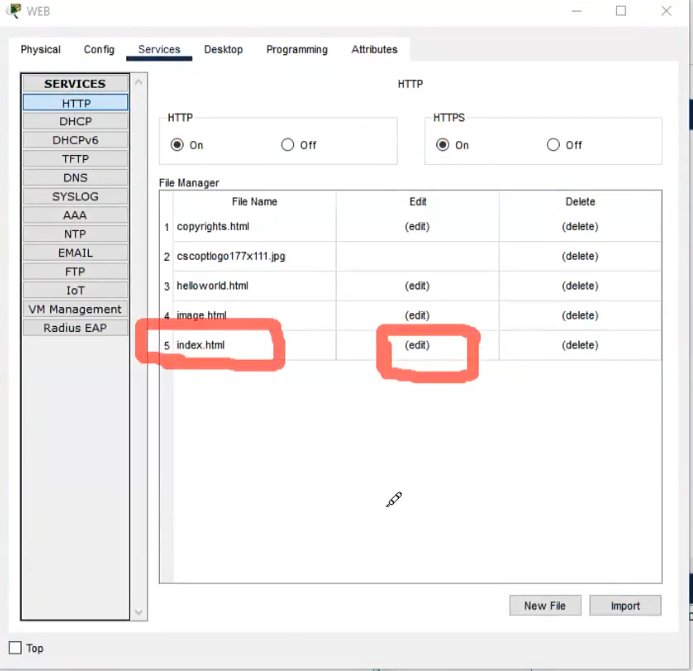 WEB
Physical Config Services Desktop Programming Attributes
SERVICES
HTTP
DHCP
DHCPv6
TFTP
DNS
SYSLOG
AAA
NTP
EMAIL
FTP
IoT
VM Management
Radius EAP
HTTP
HTTP
On Off
HTTPS
On Off
File Manager
File Name Edit Delete
1 copyrights.html (edit) (delete)
2 cscoptlogo177x111.jpg (delete)
3 helloworld.html (edit) (delete)
4 image.html (edit) (delete)
5 index.html (edit) (delete)
New File Import
Top